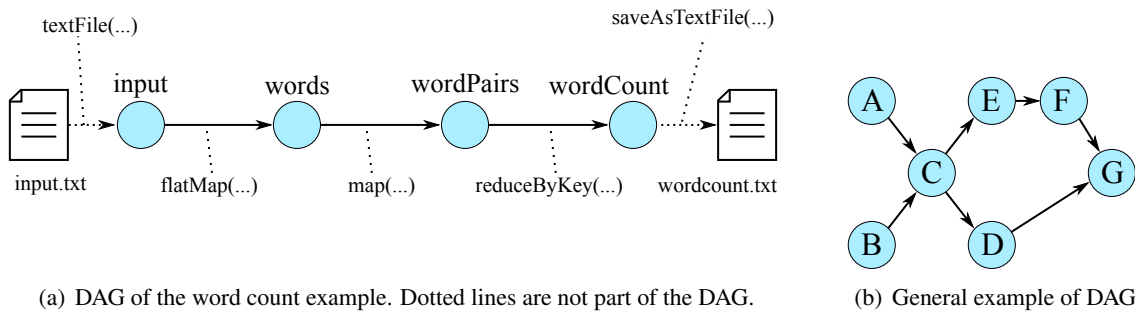 textFile(...)
saveAsTextFile(...)
input
words
wordPairs
wordCount
input.txt
flatMap(...)
map(...)
reduceByKey(...)
wordcount.txt
(a) DAG of the word count example. Dotted lines are not part of the DAG.
A
E
F
C
G
B
D
(b) General example of DAG